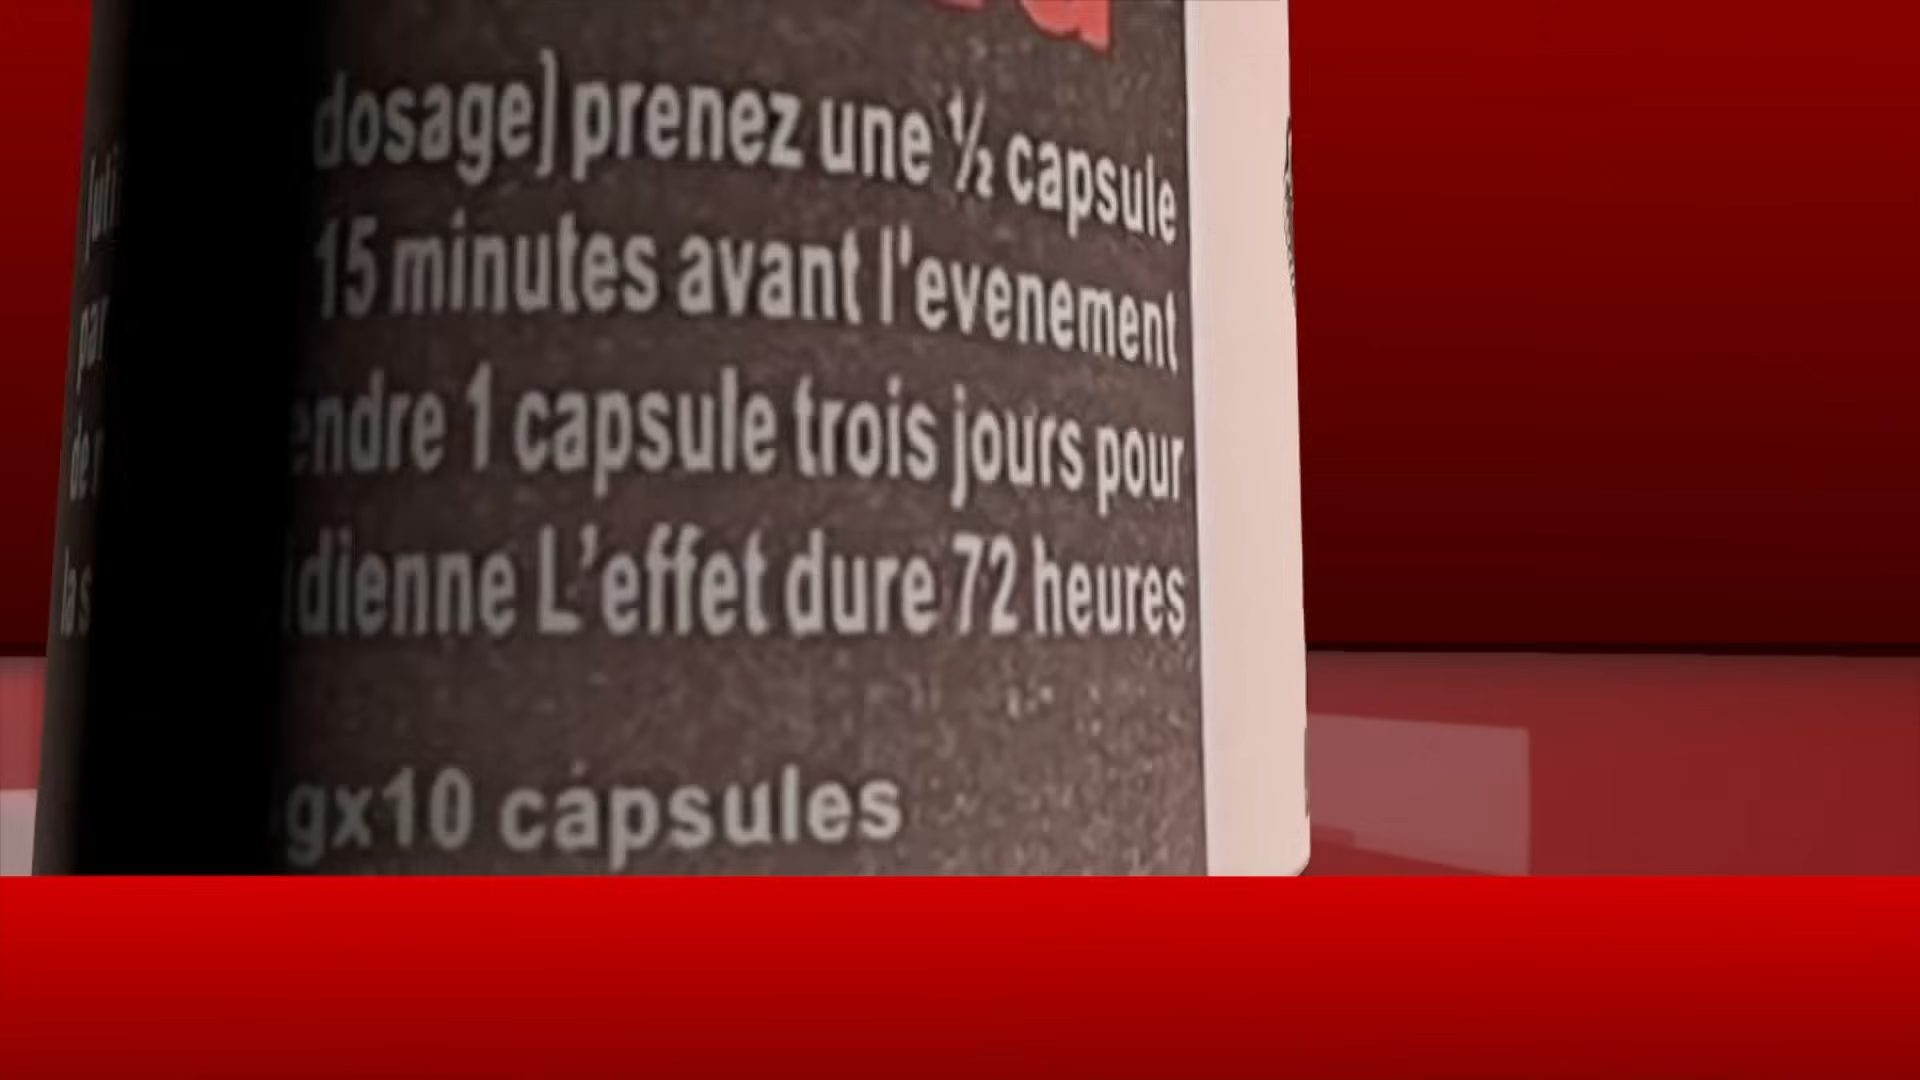 dosage) prenez une ½ capsule
15 minutes avant l'evenement
endre 1 capsule trois jours pour
dienne L'effet dure 72 heures
gx10 capsules